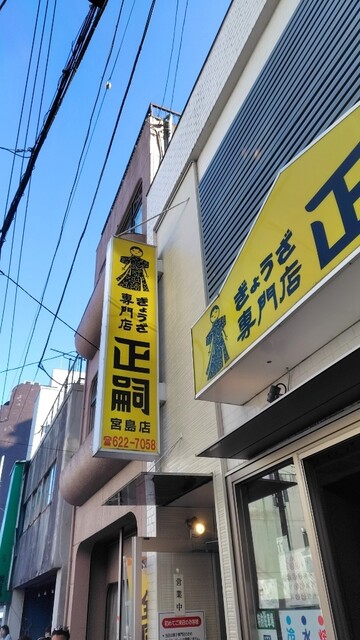 ぎょうざ
専門店
正嗣
宮島店
☎622-7058
ぎょうざ
専門店
正
営業中